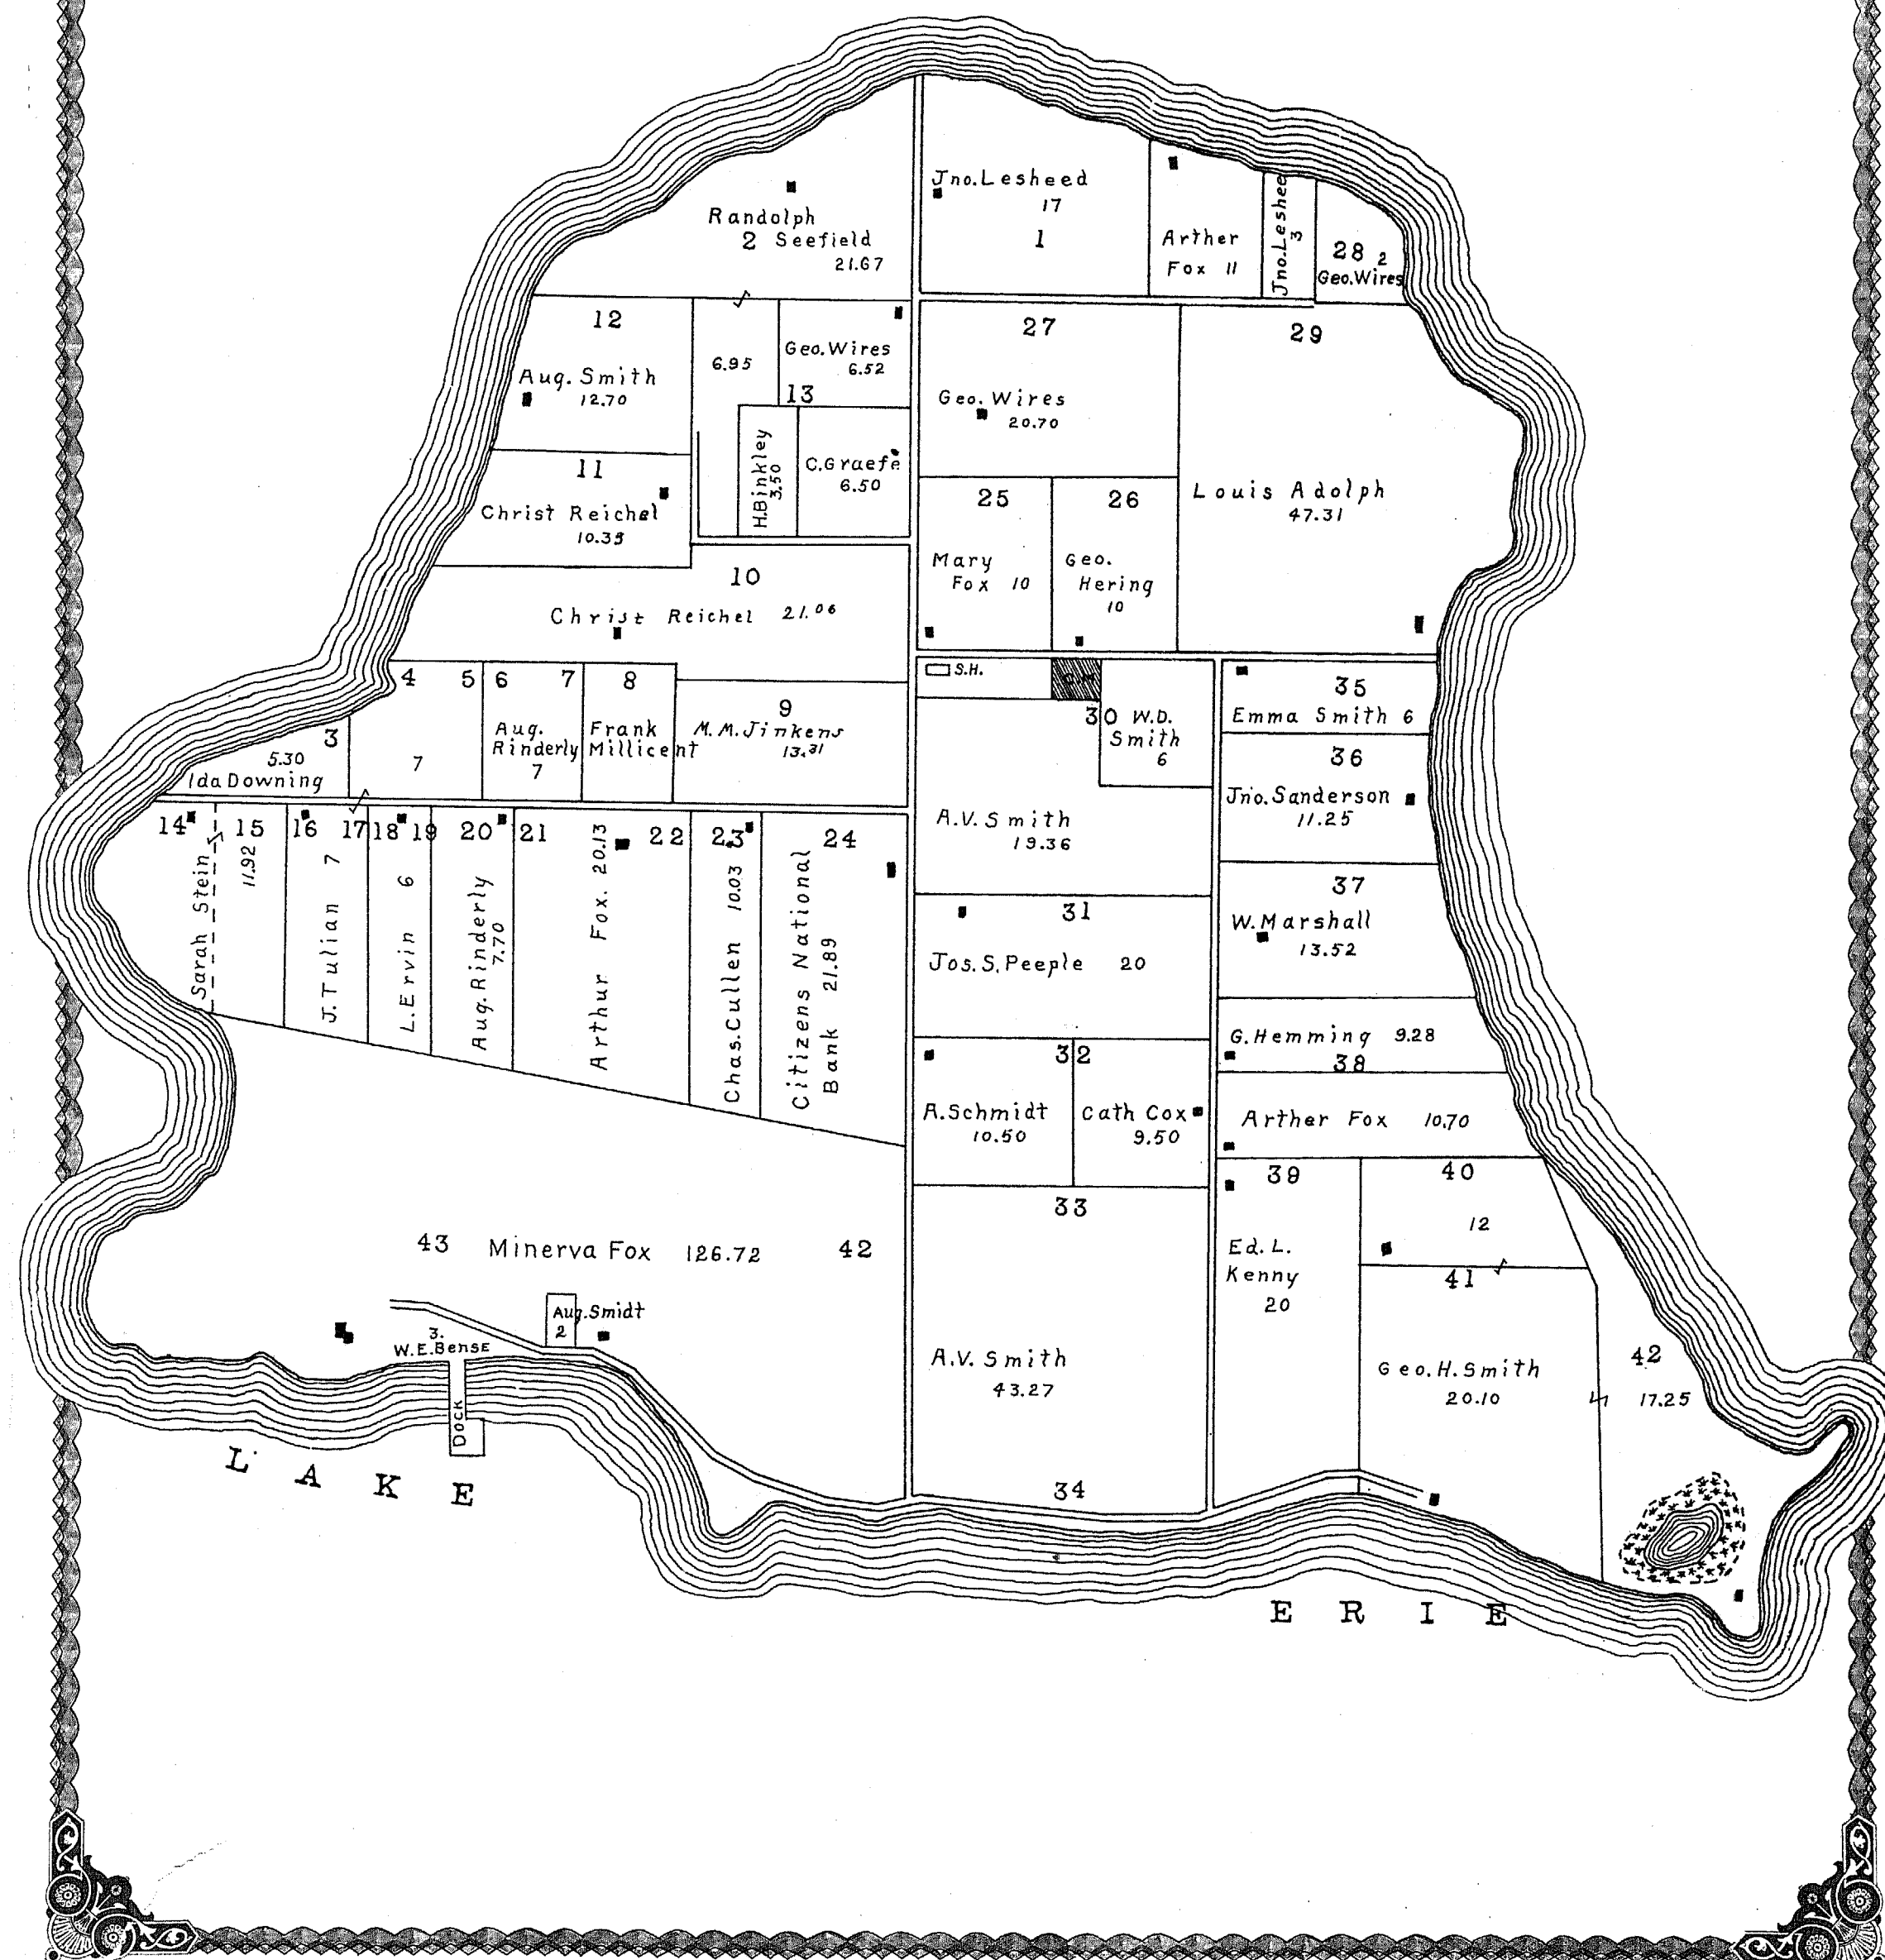 Jno. Lesheed
17
1
Randolph
2 Seefield
21.67
Arther
Fox 11
Jno. Leshee
3
28 2
Geo. Wires
12
Aug. Smith
12.70
6.95
Geo. Wires
6.52
13
H. Binkley
3.50
C. Graefe
6.50
27
Geo. Wires
20.70
29
Louis Adolph
47.31
11
Christ Reichel
10.35
25
Mary
Fox 10
26
Geo.
Hering
10
10
Christ Reichel 21.06
3
5.30
Ida Downing
4 5
7
6 7
Aug.
Rinderly
7
8
Frank
Millicent
9
M. M. Jinkens
13.31
S.H.
30
W.D.
Smith
6
A.V. Smith
19.36
35
Emma Smith 6
36
Jno. Sanderson
11.25
14 15
Sarah Stein
11.92
16 17
J. Tulian 7
18 19
L. Ervin 6
20
Aug. Rinderly
7.70
21 22
Arthur Fox. 20.13
23
Chas. Cullen 10.03
24
Citizens National
Bank 21.89
31
Jos. S. Peeple 20
37
W. Marshall
13.52
G. Hemming 9.28
38
32
A. Schmidt
10.50
Cath Cox
9.50
Arther Fox 10.70
33
A.V. Smith
43.27
34
39
Ed. L.
Kenny
20
40
12
41
Geo. H. Smith
20.10
42
17.25
43 Minerva Fox 126.72 42
Aug. Smidt
2
3.
W.E. Bense
Dock
LAKE
ERIE